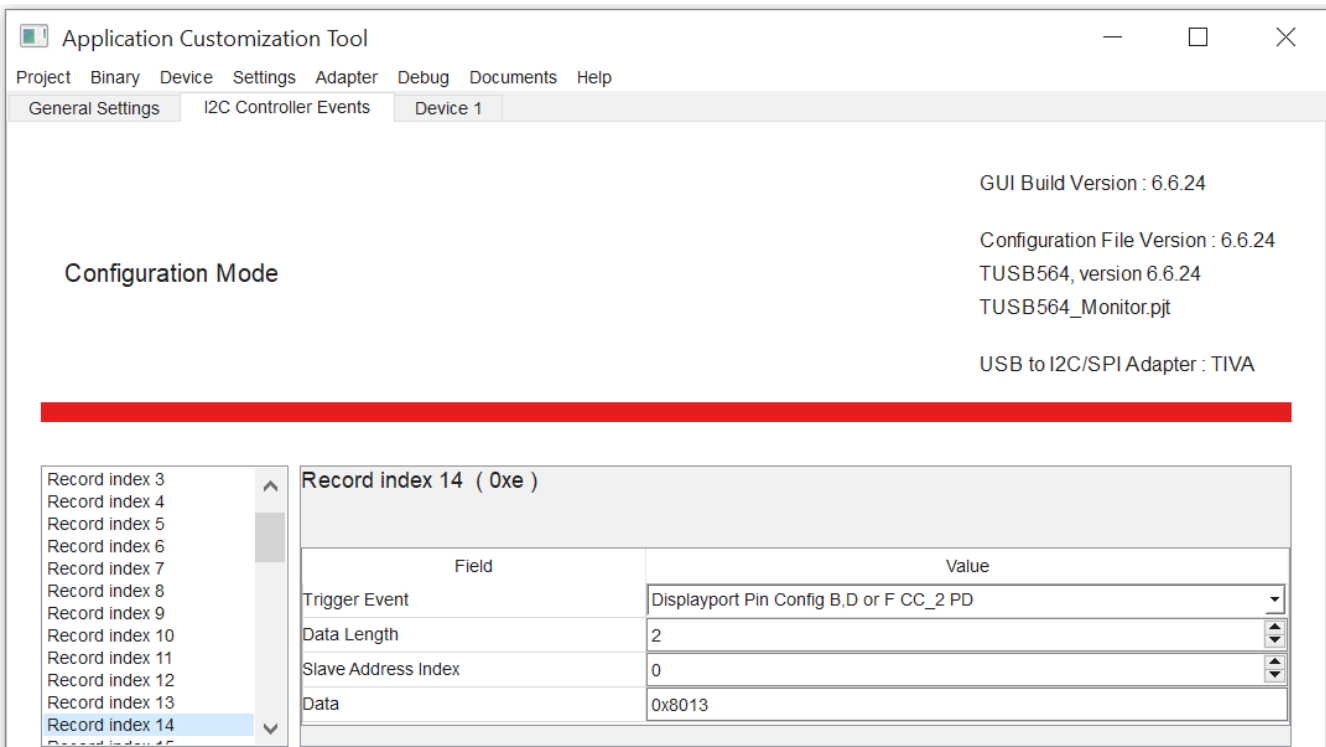 Application Customization Tool
Project Binary Device Settings Adapter Debug Documents Help
General Settings I2C Controller Events Device 1
GUI Build Version : 6.6.24
Configuration File Version : 6.6.24
Configuration Mode
TUSB564, version 6.6.24
TUSB564_Monitor.pjt
USB to I2C/SPI Adapter : TIVA
Record index 3
Record index 4
Record index 5
Record index 6
Record index 7
Record index 8
Record index 9
Record index 10
Record index 11
Record index 12
Record index 13
Record index 14
Record index 15
Record index 14 ( 0xe )
Field Value
Trigger Event Displayport Pin Config B,D or F CC_2 PD
Data Length 2
Slave Address Index 0
Data 0x8013